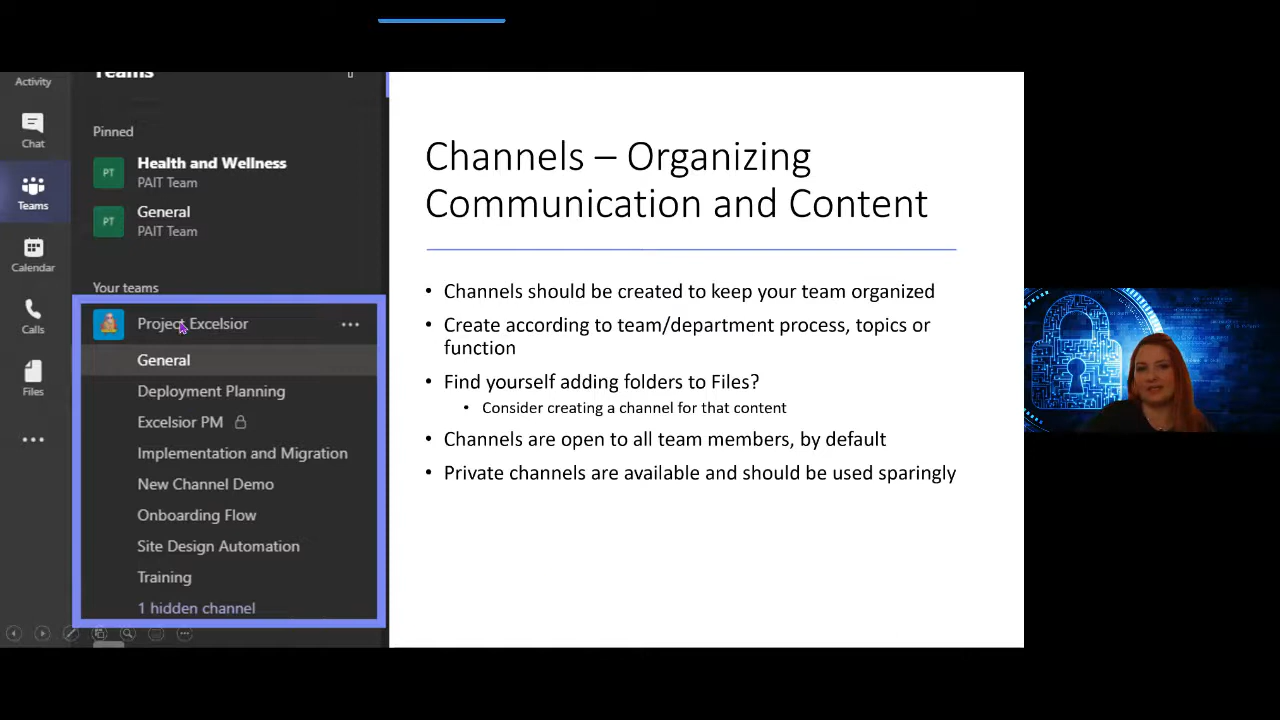 Activity
Chat
Teams
Calendar
Calls
Files
Teams
Pinned
PT
Health and Wellness
PAIT Team
PT
General
PAIT Team
Your teams
Project Excelsior
General
Deployment Planning
Excelsior PM
Implementation and Migration
New Channel Demo
Onboarding Flow
Site Design Automation
Training
1 hidden channel
Channels – Organizing
Communication and Content
• Channels should be created to keep your team organized
• Create according to team/department process, topics or
function
• Find yourself adding folders to Files?
• Consider creating a channel for that content
• Channels are open to all team members, by default
• Private channels are available and should be used sparingly